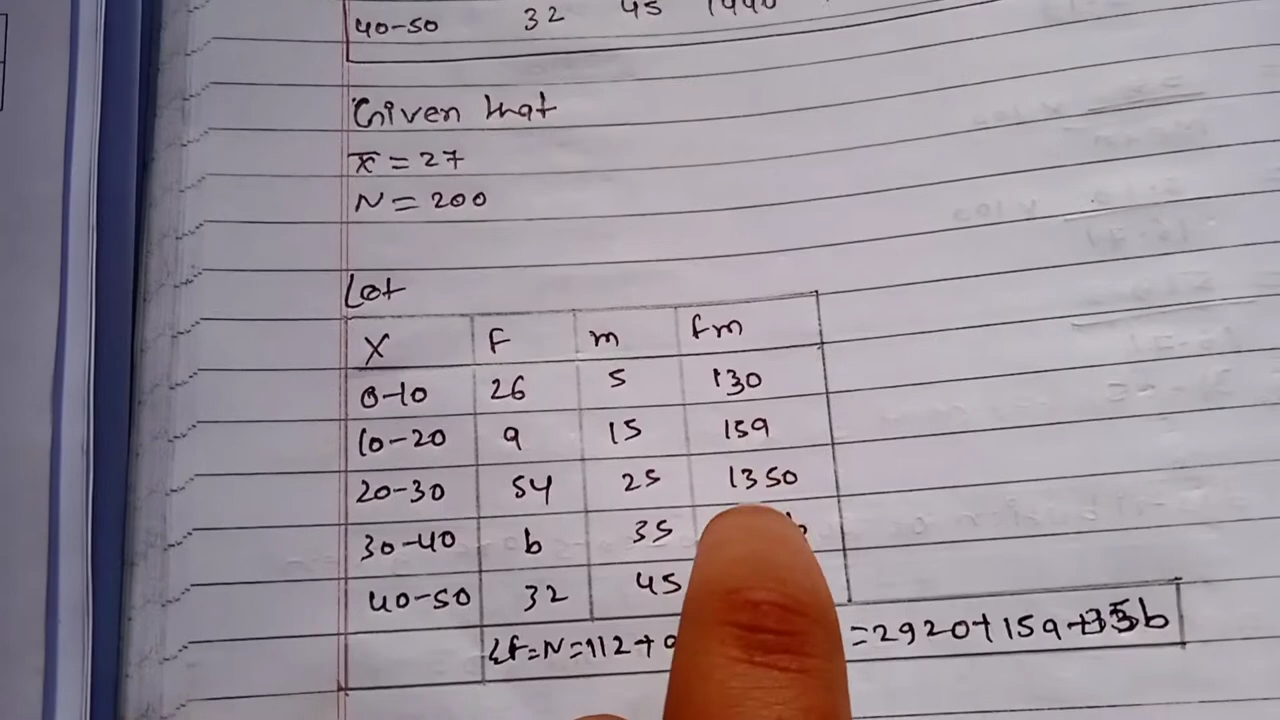 40-50 32 45 1440
Given that
x̄ = 27
N = 200
Let
X F m Fm
0-10 26 5 130
10-20 a 15 15a
20-30 54 25 1350
30-40 b 35 b
40-50 32 45
Σf=N=112+a =2920+15a+35b